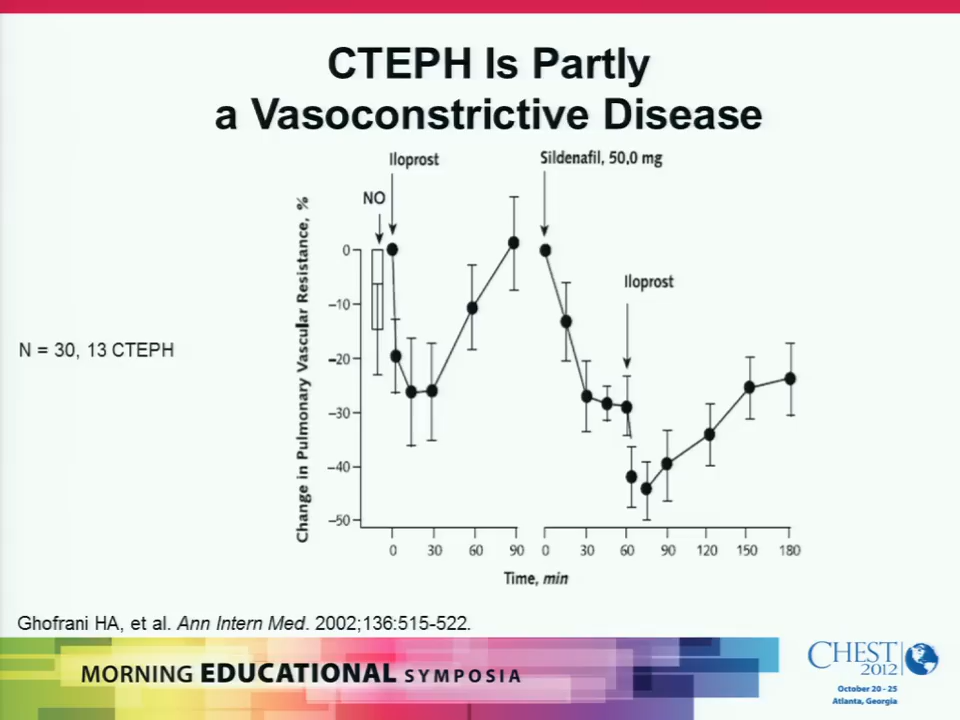 CTEPH Is Partly
a Vasoconstrictive Disease
Iloprost
Sildenafil, 50.0 mg
NO
Iloprost
Change in Pulmonary Vascular Resistance, %
0
–10
–20
–30
–40
–50
0 30 60 90 0 30 60 90 120 150 180
Time, min
N = 30, 13 CTEPH
Ghofrani HA, et al. Ann Intern Med. 2002;136:515-522.
MORNING EDUCATIONAL SYMPOSIA
CHEST
2012
October 20 - 25
Atlanta, Georgia